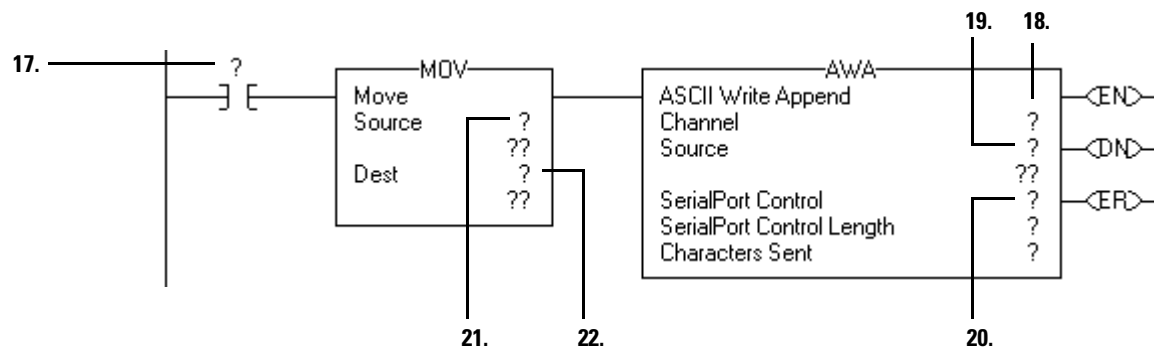 19. 18.
17. ?
MOV
Move
Source ?
??
Dest ?
??
AWA
ASCII Write Append
Channel ?
Source ?
??
SerialPort Control ?
SerialPort Control Length ?
Characters Sent ?
EN
DN
ER
21. 22. 20.